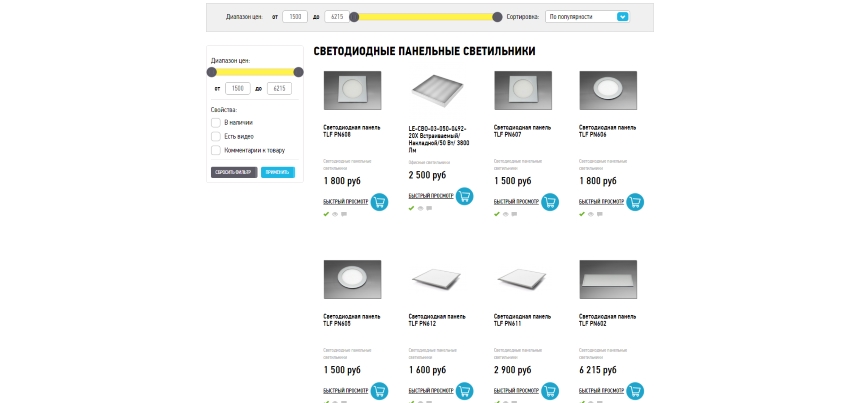 Диапазон цен: от 1500 до 6215 Сортировка: По популярности
Диапазон цен:
от 1500 до 6215
Свойства:
В наличии
Есть видео
Комментарии к товару
СБРОСИТЬ ФИЛЬТР ПРИМЕНИТЬ
СВЕТОДИОДНЫЕ ПАНЕЛЬНЫЕ СВЕТИЛЬНИКИ
Светодиодная панель
TLF PN608
Светодиодные панельные
светильники
1 800 руб
БЫСТРЫЙ ПРОСМОТР
LE-СВО-03-050-0492-
20Х Встраиваемый/
Накладной/50 Вт/ 3800
Лм
Офисные светильники
2 500 руб
БЫСТРЫЙ ПРОСМОТР
Светодиодная панель
TLF PN607
Светодиодные панельные
светильники
1 500 руб
БЫСТРЫЙ ПРОСМОТР
Светодиодная панель
TLF PN606
Светодиодные панельные
светильники
1 800 руб
БЫСТРЫЙ ПРОСМОТР
Светодиодная панель
TLF PN605
Светодиодные панельные
светильники
1 500 руб
БЫСТРЫЙ ПРОСМОТР
Светодиодная панель
TLF PN612
Светодиодные панельные
светильники
1 600 руб
БЫСТРЫЙ ПРОСМОТР
Светодиодная панель
TLF PN611
Светодиодные панельные
светильники
2 900 руб
БЫСТРЫЙ ПРОСМОТР
Светодиодная панель
TLF PN602
Светодиодные панельные
светильники
6 215 руб
БЫСТРЫЙ ПРОСМОТР